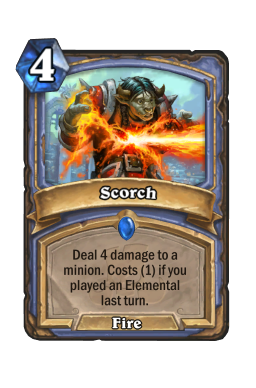 4
Scorch
Deal 4 damage to a
minion. Costs (1) if you
played an Elemental
last turn.
Fire